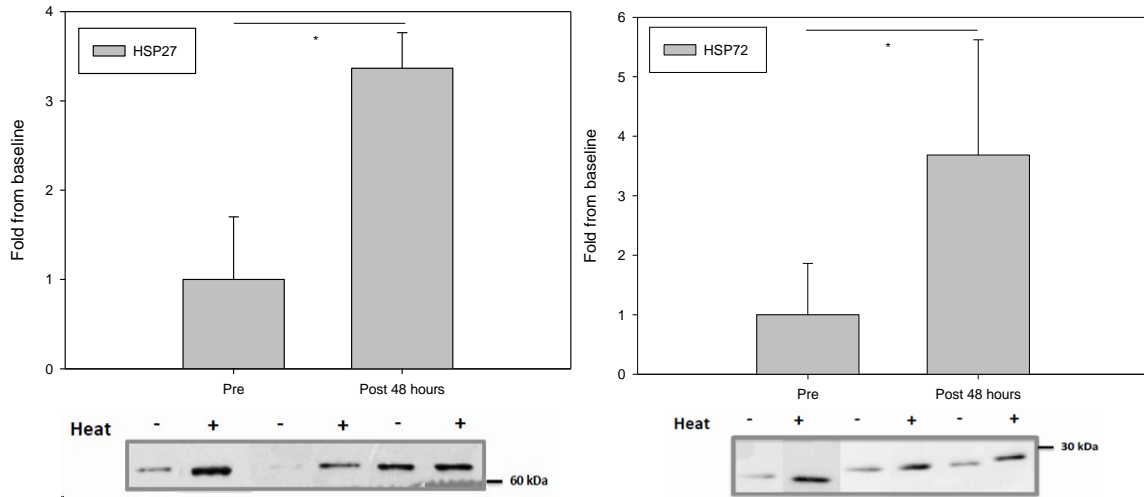 4
3
2
1
0
Fold from baseline
HSP27
*
Pre
Post 48 hours
Heat - + - + - +
60 kDa
6
5
4
3
2
1
0
Fold from baseline
HSP72
*
Pre
Post 48 hours
Heat - + - + - +
30 kDa